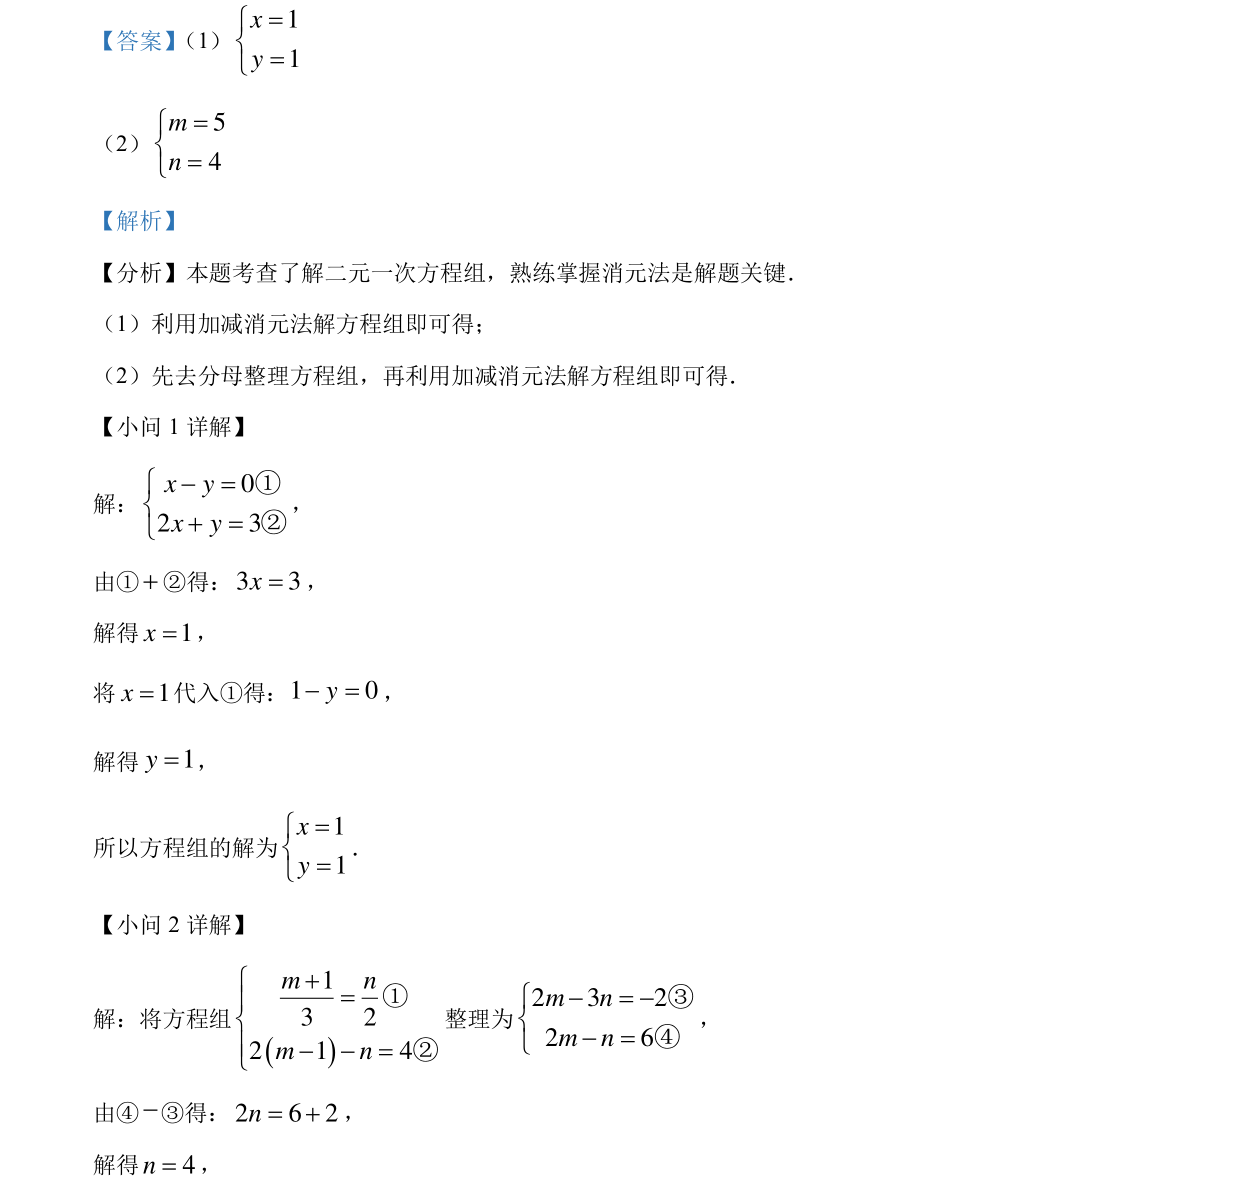 【答案】（1）{x=1
y=1
（2）{m=5
n=4
【解析】
【分析】本题考查了解二元一次方程组，熟练掌握消元法是解题关键．
（1）利用加减消元法解方程组即可得；
（2）先去分母整理方程组，再利用加减消元法解方程组即可得．
【小问 1 详解】
解：{x−y=0①
2x+y=3②，
由①+②得：3x=3，
解得x=1，
将x=1代入①得：1−y=0，
解得y=1，
所以方程组的解为{x=1
y=1．
【小问 2 详解】
解：将方程组{(m+1)/3=n/2①
2(m−1)−n=4②整理为{2m−3n=−2③
2m−n=6④，
由④−③得：2n=6+2，
解得n=4，